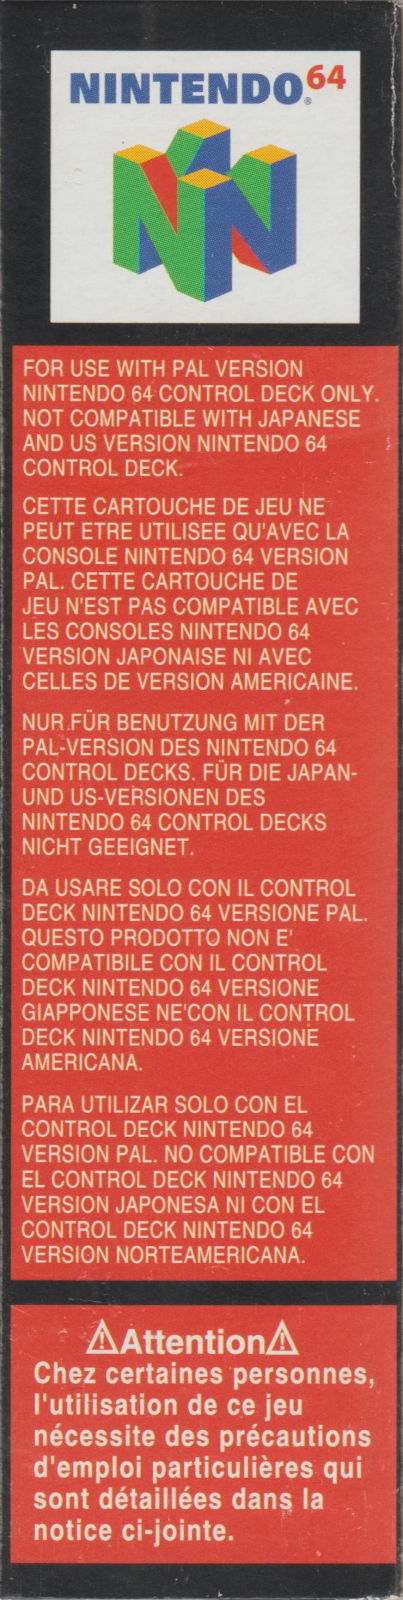 NINTENDO64®
FOR USE WITH PAL VERSION
NINTENDO 64 CONTROL DECK ONLY.
NOT COMPATIBLE WITH JAPANESE
AND US VERSION NINTENDO 64
CONTROL DECK.
CETTE CARTOUCHE DE JEU NE
PEUT ETRE UTILISEE QU'AVEC LA
CONSOLE NINTENDO 64 VERSION
PAL. CETTE CARTOUCHE DE
JEU N'EST PAS COMPATIBLE AVEC
LES CONSOLES NINTENDO 64
VERSION JAPONAISE NI AVEC
CELLES DE VERSION AMERICAINE.
NUR FÜR BENUTZUNG MIT DER
PAL-VERSION DES NINTENDO 64
CONTROL DECKS. FÜR DIE JAPAN-
UND US-VERSIONEN DES
NINTENDO 64 CONTROL DECKS
NICHT GEEIGNET.
DA USARE SOLO CON IL CONTROL
DECK NINTENDO 64 VERSIONE PAL.
QUESTO PRODOTTO NON E'
COMPATIBILE CON IL CONTROL
DECK NINTENDO 64 VERSIONE
GIAPPONESE NE'CON IL CONTROL
DECK NINTENDO 64 VERSIONE
AMERICANA.
PARA UTILIZAR SOLO CON EL
CONTROL DECK NINTENDO 64
VERSION PAL. NO COMPATIBLE CON
EL CONTROL DECK NINTENDO 64
VERSION JAPONESA NI CON EL
CONTROL DECK NINTENDO 64
VERSION NORTEAMERICANA.
⚠Attention⚠
Chez certaines personnes,
l'utilisation de ce jeu
nécessite des précautions
d'emploi particulières qui
sont détaillées dans la
notice ci-jointe.